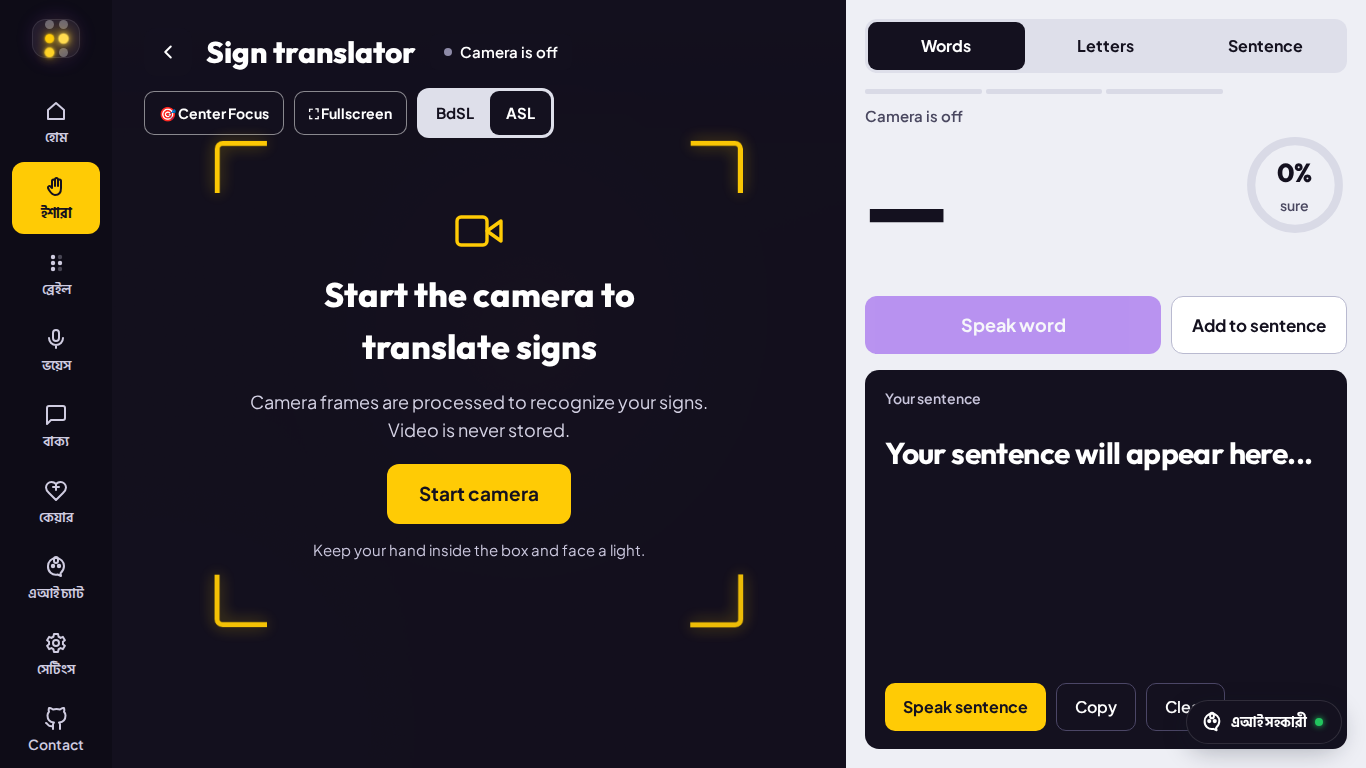 হোম
ইশারা
ব্রেইল
ভয়েস
বাক্য
কেয়ার
এআই চ্যাট
সেটিংস
Contact
Sign translator
Camera is off
Center Focus
Fullscreen
BdSL
ASL
Start the camera to
translate signs
Camera frames are processed to recognize your signs.
Video is never stored.
Start camera
Keep your hand inside the box and face a light.
Words
Letters
Sentence
Camera is off
0%
sure
Speak word
Add to sentence
Your sentence
Your sentence will appear here...
Speak sentence
Copy
এআই সহকারী